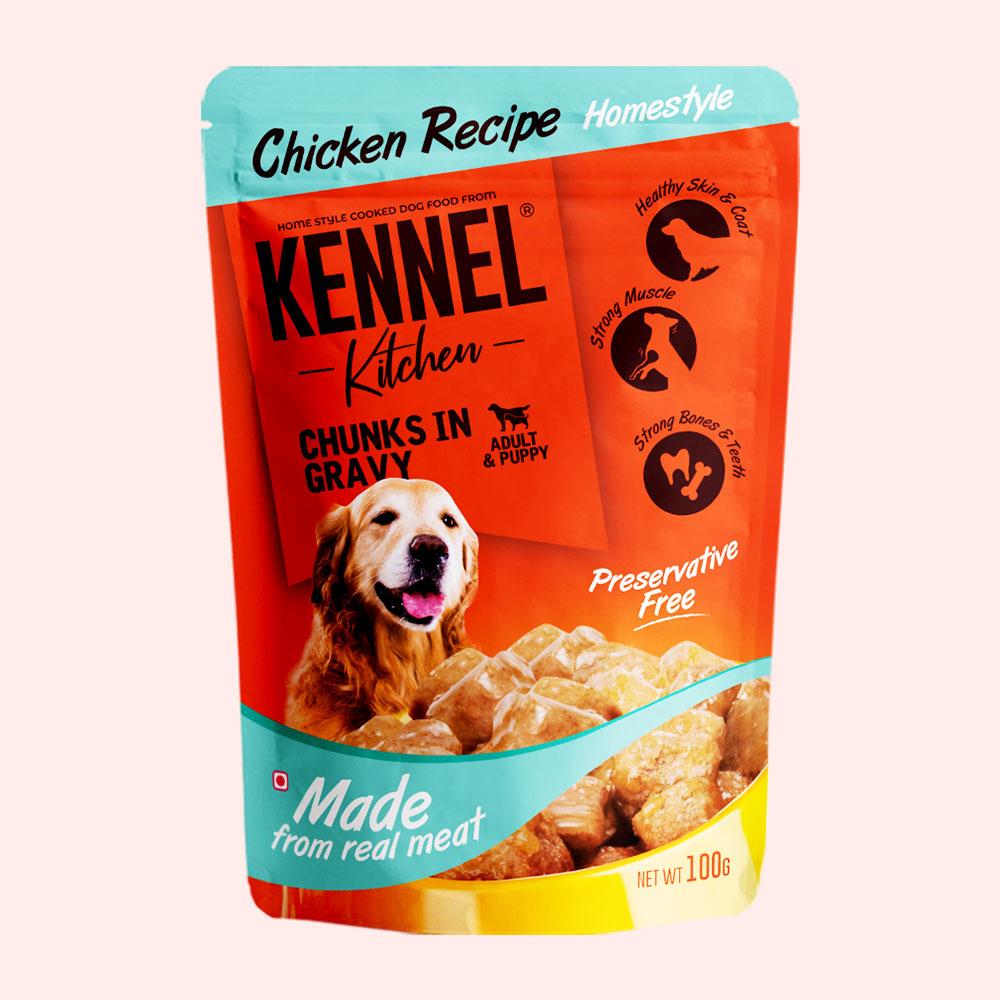 Chicken Recipe Homestyle
HOME STYLE COOKED DOG FOOD FROM
KENNEL®
Kitchen
CHUNKS IN
GRAVY
ADULT
& PUPPY
Healthy Skin & Coat
Strong Muscle
Strong Bones & Teeth
Preservative
Free
Made
from real meat
NET WT 100G